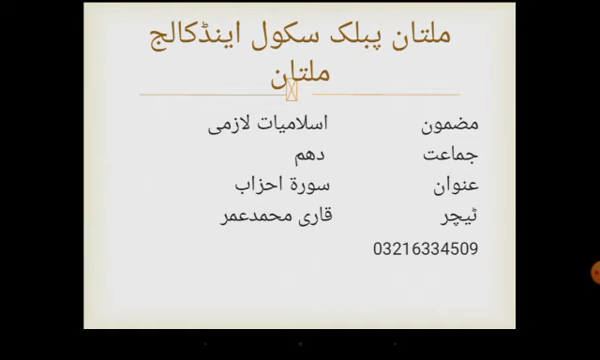 ملتان پبلک سکول اینڈکالج
ملتان
مضمون اسلامیات لازمی
جماعت دھم
عنوان سورۃ احزاب
ٹیچر قاری محمدعمر
03216334509